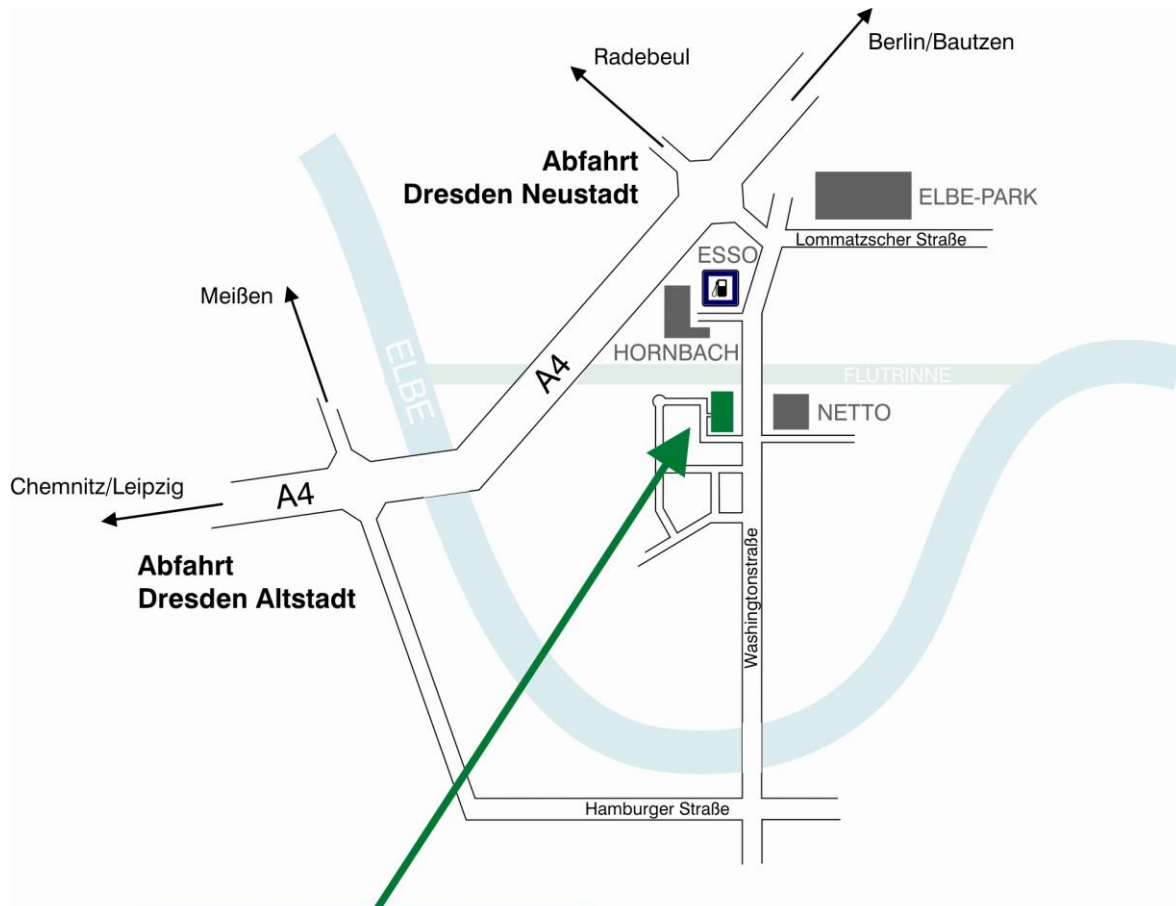 Berlin/Bautzen
Radebeul
Abfahrt
Dresden Neustadt
ELBE-PARK
Lommatzscher Straße
ESSO
Meißen
HORNBACH
ELBE
A4
FLUTRINNE
NETTO
Chemnitz/Leipzig
A4
Abfahrt
Dresden Altstadt
Washingtonstraße
Hamburger Straße